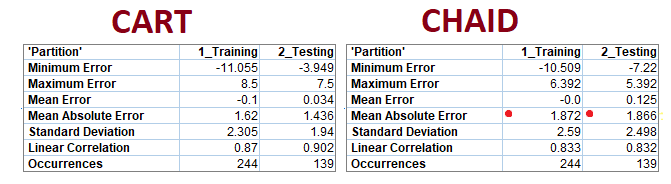 CART
'Partition' 1_Training 2_Testing
Minimum Error -11.055 -3.949
Maximum Error 8.5 7.5
Mean Error -0.1 0.034
Mean Absolute Error 1.62 1.436
Standard Deviation 2.305 1.94
Linear Correlation 0.87 0.902
Occurrences 244 139
CHAID
'Partition' 1_Training 2_Testing
Minimum Error -10.509 -7.22
Maximum Error 6.392 5.392
Mean Error -0.0 0.125
Mean Absolute Error 1.872 1.866
Standard Deviation 2.59 2.498
Linear Correlation 0.833 0.832
Occurrences 244 139